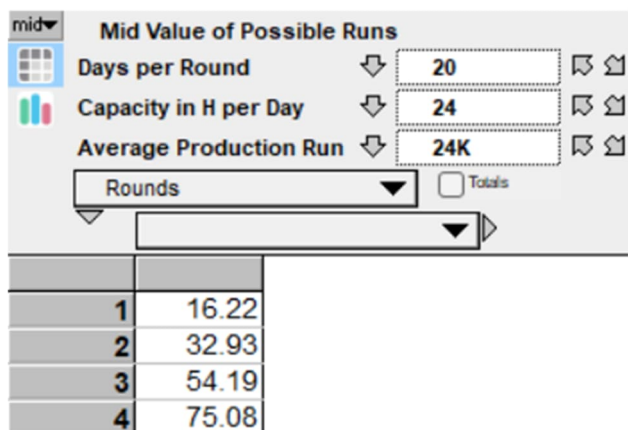 mid
Mid Value of Possible Runs
Days per Round 20
Capacity in H per Day 24
Average Production Run 24K
Rounds Totals
1 16.22
2 32.93
3 54.19
4 75.08